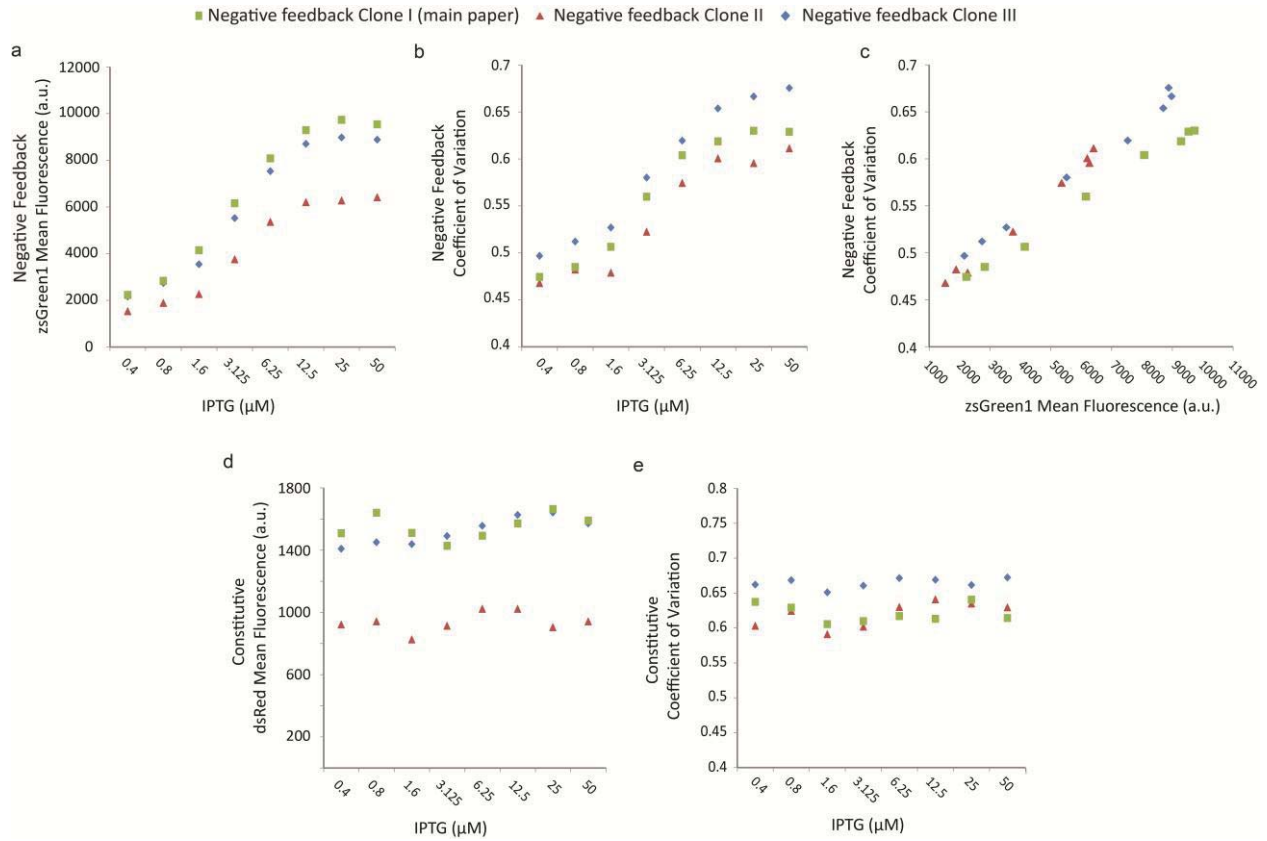 Negative feedback Clone I (main paper) Negative feedback Clone II Negative feedback Clone III
a
Negative Feedback
zsGreen1 Mean Fluorescence (a.u.)
12000
10000
8000
6000
4000
2000
0
0.4 0.8 1.6 3.125 6.25 12.5 25 50
IPTG (μM)
b
Negative Feedback
Coefficient of Variation
0.7
0.65
0.6
0.55
0.5
0.45
0.4
0.4 0.8 1.6 3.125 6.25 12.5 25 50
IPTG (μM)
c
Negative Feedback
Coefficient of Variation
0.7
0.65
0.6
0.55
0.5
0.45
0.4
1000 2000 3000 4000 5000 6000 7000 8000 9000 10000 11000
zsGreen1 Mean Fluorescence (a.u.)
d
Constitutive
dsRed Mean Fluorescence (a.u.)
1800
1400
1000
600
200
0.4 0.8 1.6 3.125 6.25 12.5 25 50
IPTG (μM)
e
Constitutive
Coefficient of Variation
0.8
0.75
0.7
0.65
0.6
0.55
0.5
0.45
0.4
0.4 0.8 1.6 3.125 6.25 12.5 25 50
IPTG (μM)